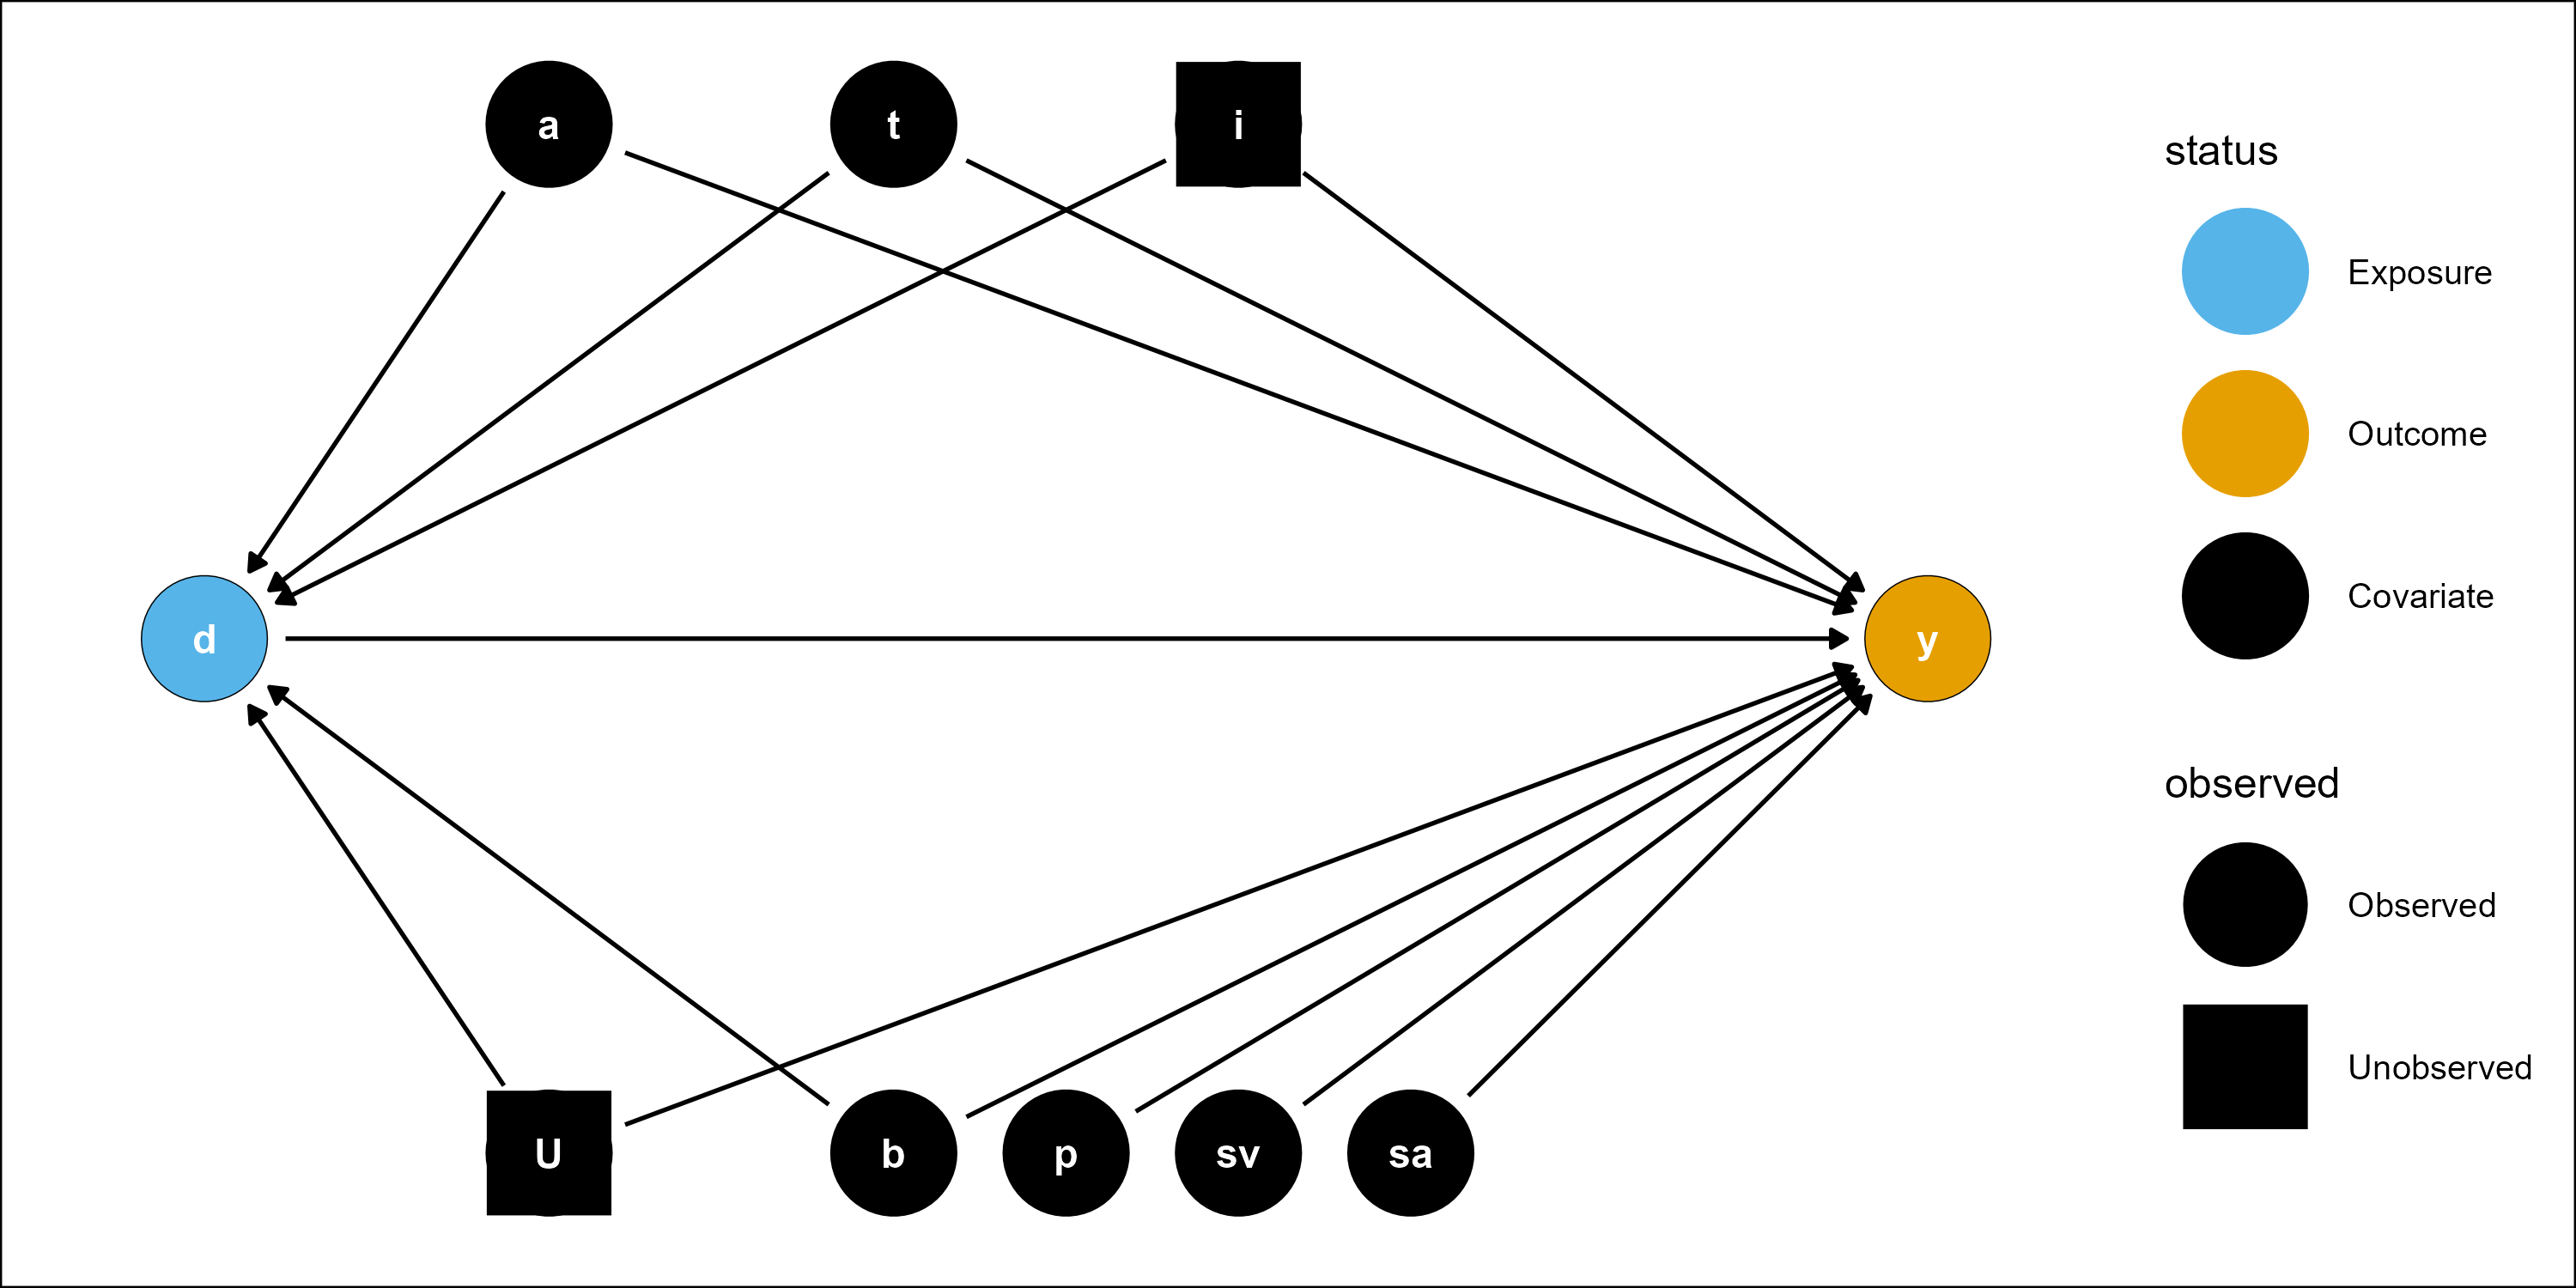 a
t
i
d
y
U
b
p
sv
sa
status
Exposure
Outcome
Covariate
observed
Observed
Unobserved